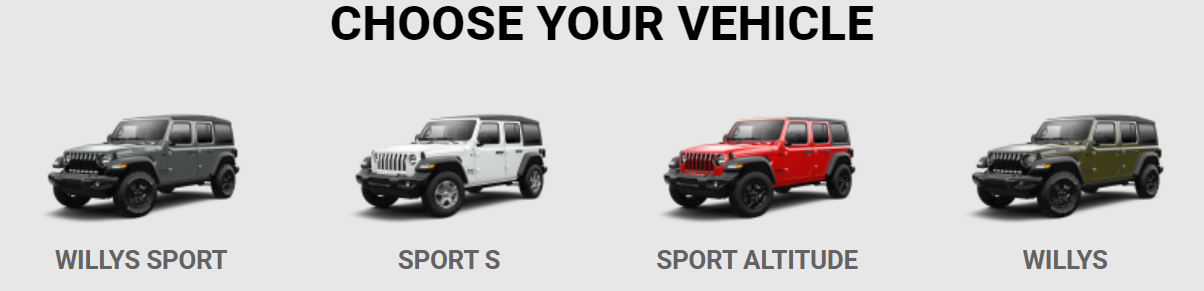 CHOOSE YOUR VEHICLE
WILLYS SPORT
SPORT S
SPORT ALTITUDE
WILLYS